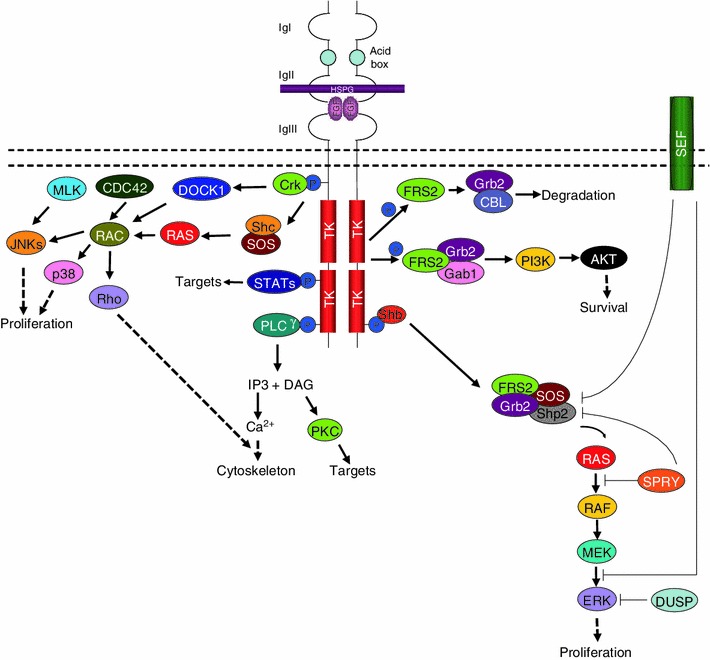 IgI
Acid
box
IgII
HSPG
FGF FGF
IgIII
SEF
MLK
CDC42
DOCK1
Crk
P
FRS2
Grb2
CBL
Degradation
P
JNKs
RAC
RAS
Shc
SOS
TK
TK
P
FRS2
Grb2
Gab1
PI3K
AKT
p38
Targets
STATs
P
Rho
TK
TK
Survival
Proliferation
PLC γ
P
P
Shb
IP3 + DAG
FRS2
SOS
Grb2
Shp2
Ca2+
PKC
Cytoskeleton
Targets
RAS
SPRY
RAF
MEK
ERK
DUSP
Proliferation